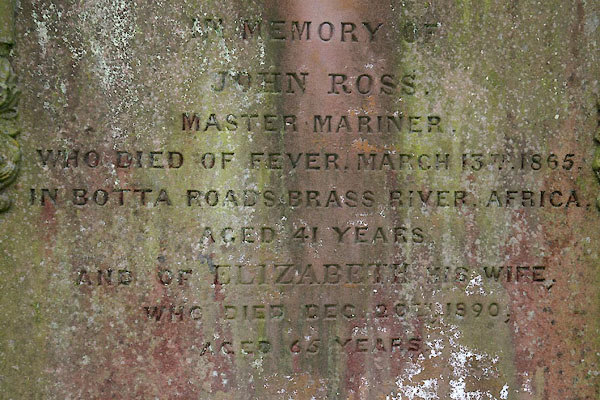 IN MEMORY OF
JOHN ROSS.
MASTER MARINER.
WHO DIED OF FEVER. MARCH 13TH 1865.
IN BOTTA ROADS. BRASS RIVER. AFRICA.
AGED 41 YEARS.
AND OF ELIZABETH HIS WIFE,
WHO DIED DEC. 20TH 1890,
AGED 65 YEARS.